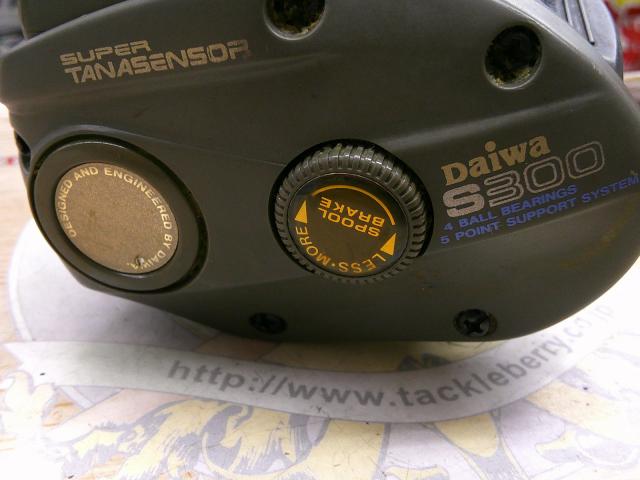 SUPER
TANASENSOR
DESIGNED AND ENGINEERED BY DAIWA.
SPOOL
BRAKE
LESS·MORE
Daiwa
S300
4 BALL BEARINGS
5 POINT SUPPORT SYSTEM
http://www.tackleberry.co.jp